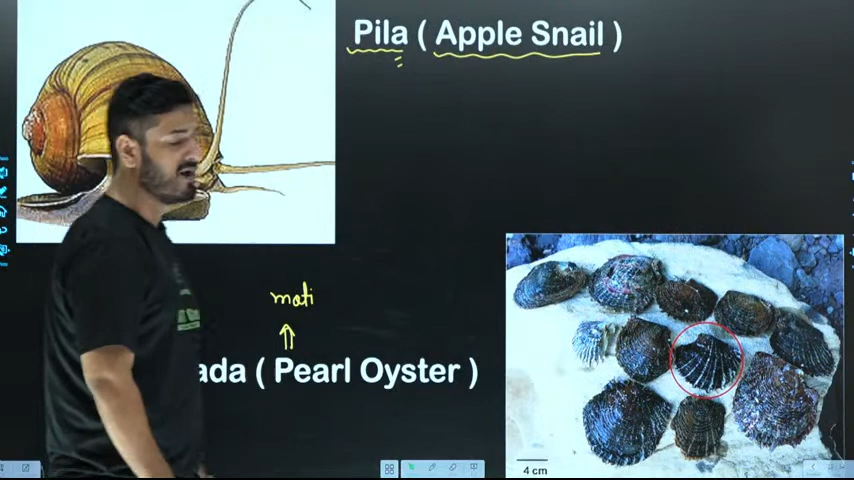 Pila ( Apple Snail )
moti
ada ( Pearl Oyster )
4 cm